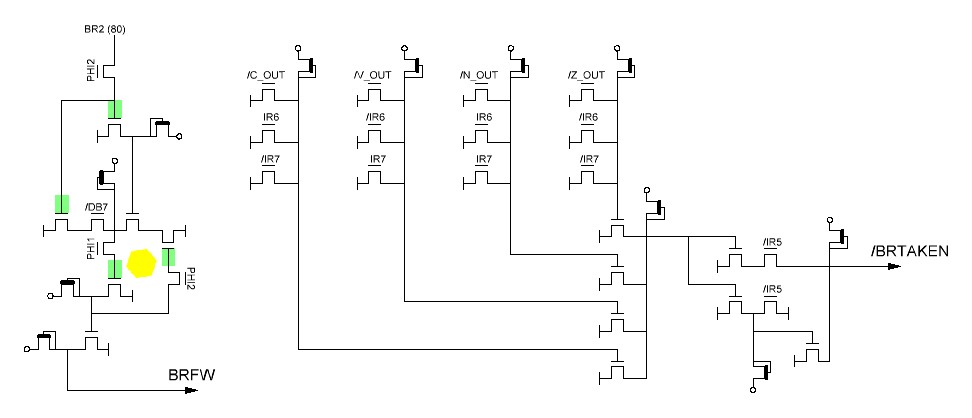 BR2 (80)
PHI2
/C_OUT
/V_OUT
/N_OUT
/Z_OUT
IR6
/IR6
IR6
/IR6
/IR7
IR7
IR7
/IR7
/DB7
PHI1
PHI2
/IR5
/BRTAKEN
/IR5
BRFW